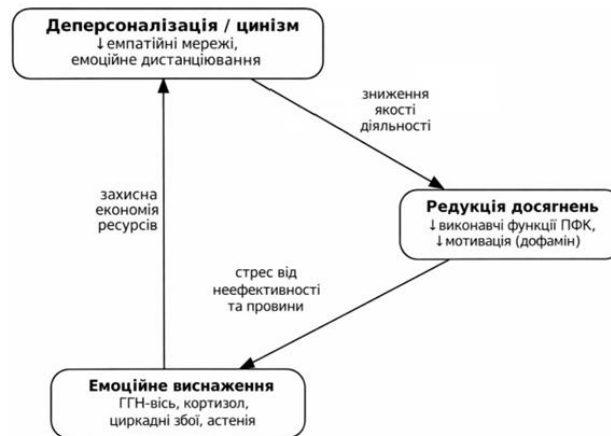 Деперсоналізація / цинізм
↓емпатійні мережі,
емоційне дистанціювання
зниження
якості
діяльності
захисна
економія
ресурсів
Редукція досягнень
↓виконавчі функції ПФК,
↓мотивація (дофамін)
стрес від
неефективності
та провини
Емоційне виснаження
ГГН-вісь, кортизол,
циркадні збої, астенія